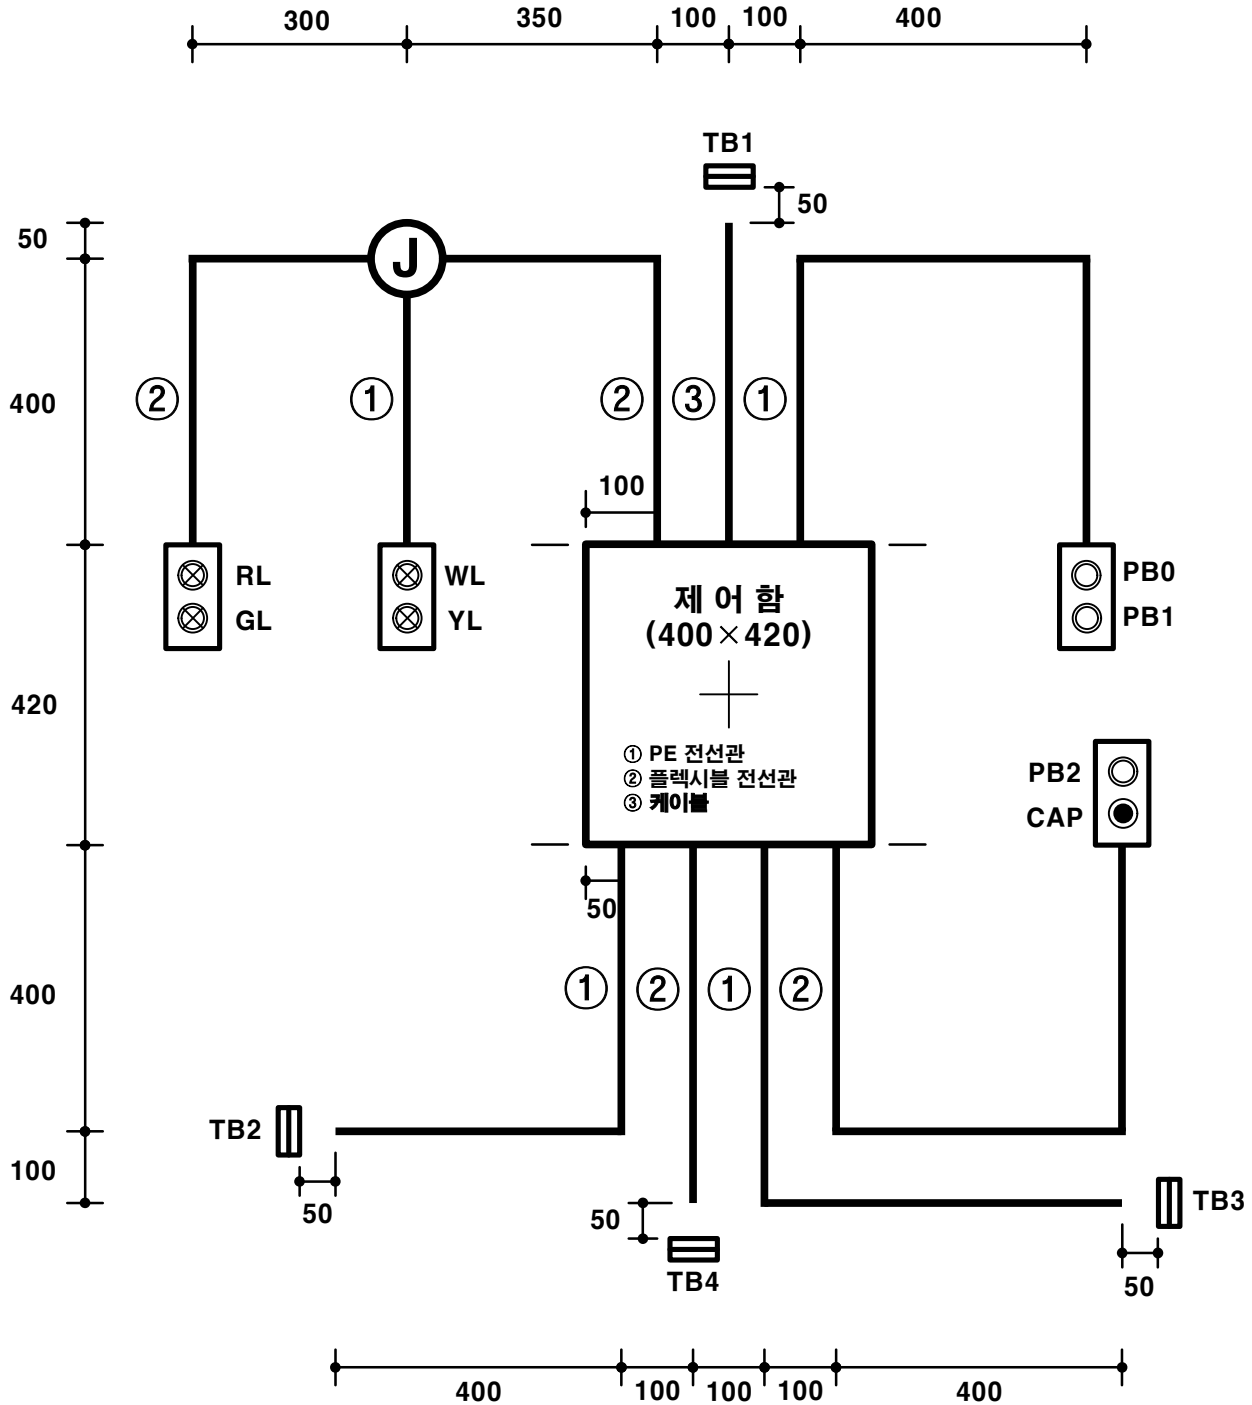 300 350 100 100 400
TB1
50
50
J
400
② ① ② ③ ①
100
RL WL PB0
GL YL PB1
제 어 함
(400×420)
420
① PE 전선관
② 플렉시블 전선관
③ 케이블
PB2
CAP
50
400
① ② ① ②
TB2
100
50
50
TB3
TB4
50
400 100 100 100 400